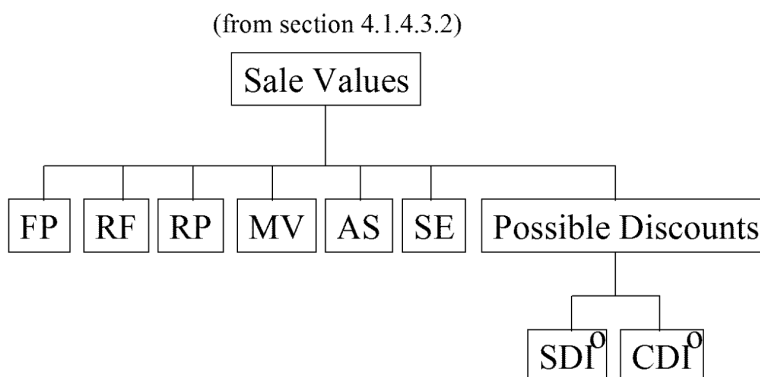 (from section 4.1.4.3.2)
Sale Values
FP RF RP MV AS SE Possible Discounts
SDI o CDI o